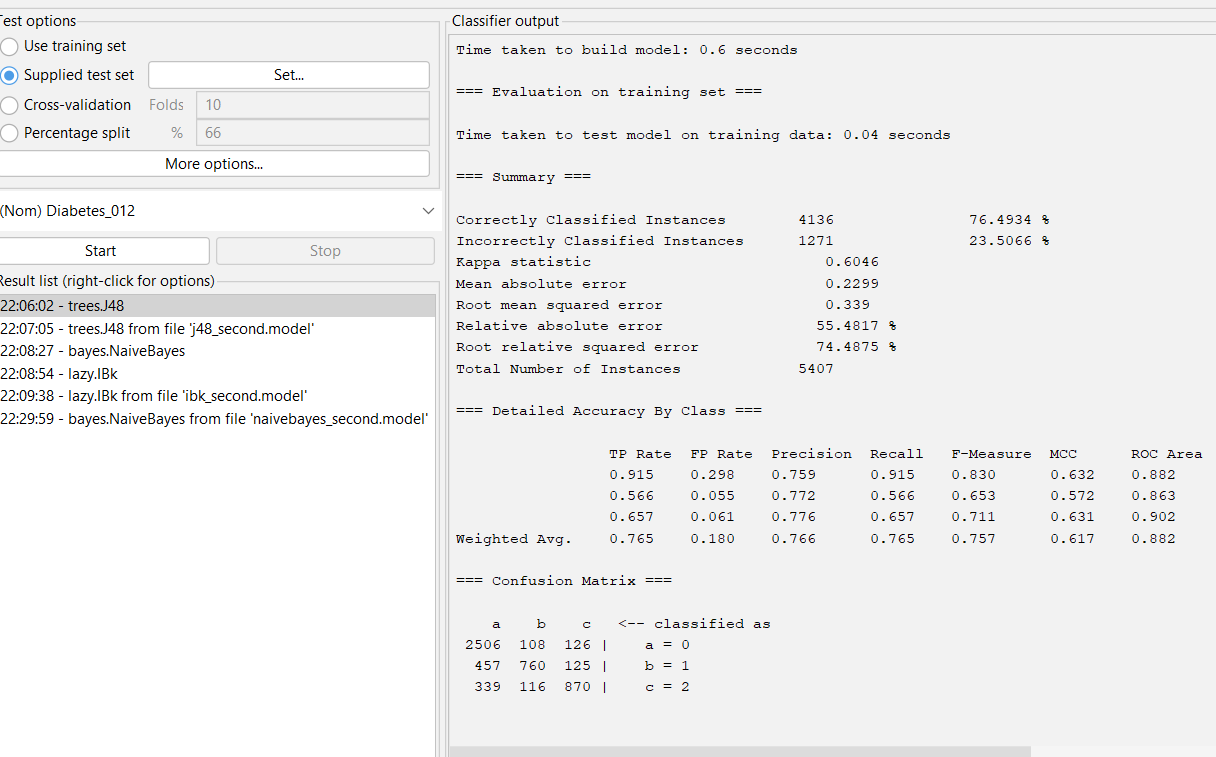 Test options
Use training set
Supplied test set Set...
Cross-validation Folds 10
Percentage split % 66
More options...
(Nom) Diabetes_012
Start Stop
Result list (right-click for options)
22:06:02 - trees.J48
22:07:05 - trees.J48 from file 'j48_second.model'
22:08:27 - bayes.NaiveBayes
22:08:54 - lazy.IBk
22:09:38 - lazy.IBk from file 'ibk_second.model'
22:29:59 - bayes.NaiveBayes from file 'naivebayes_second.model'
Classifier output
Time taken to build model: 0.6 seconds
=== Evaluation on training set ===
Time taken to test model on training data: 0.04 seconds
=== Summary ===
Correctly Classified Instances 4136 76.4934 %
Incorrectly Classified Instances 1271 23.5066 %
Kappa statistic 0.6046
Mean absolute error 0.2299
Root mean squared error 0.339
Relative absolute error 55.4817 %
Root relative squared error 74.4875 %
Total Number of Instances 5407
=== Detailed Accuracy By Class ===
TP Rate FP Rate Precision Recall F-Measure MCC ROC Area
0.915 0.298 0.759 0.915 0.830 0.632 0.882
0.566 0.055 0.772 0.566 0.653 0.572 0.863
0.657 0.061 0.776 0.657 0.711 0.631 0.902
Weighted Avg. 0.765 0.180 0.766 0.765 0.757 0.617 0.882
=== Confusion Matrix ===
a b c <-- classified as
2506 108 126 | a = 0
457 760 125 | b = 1
339 116 870 | c = 2